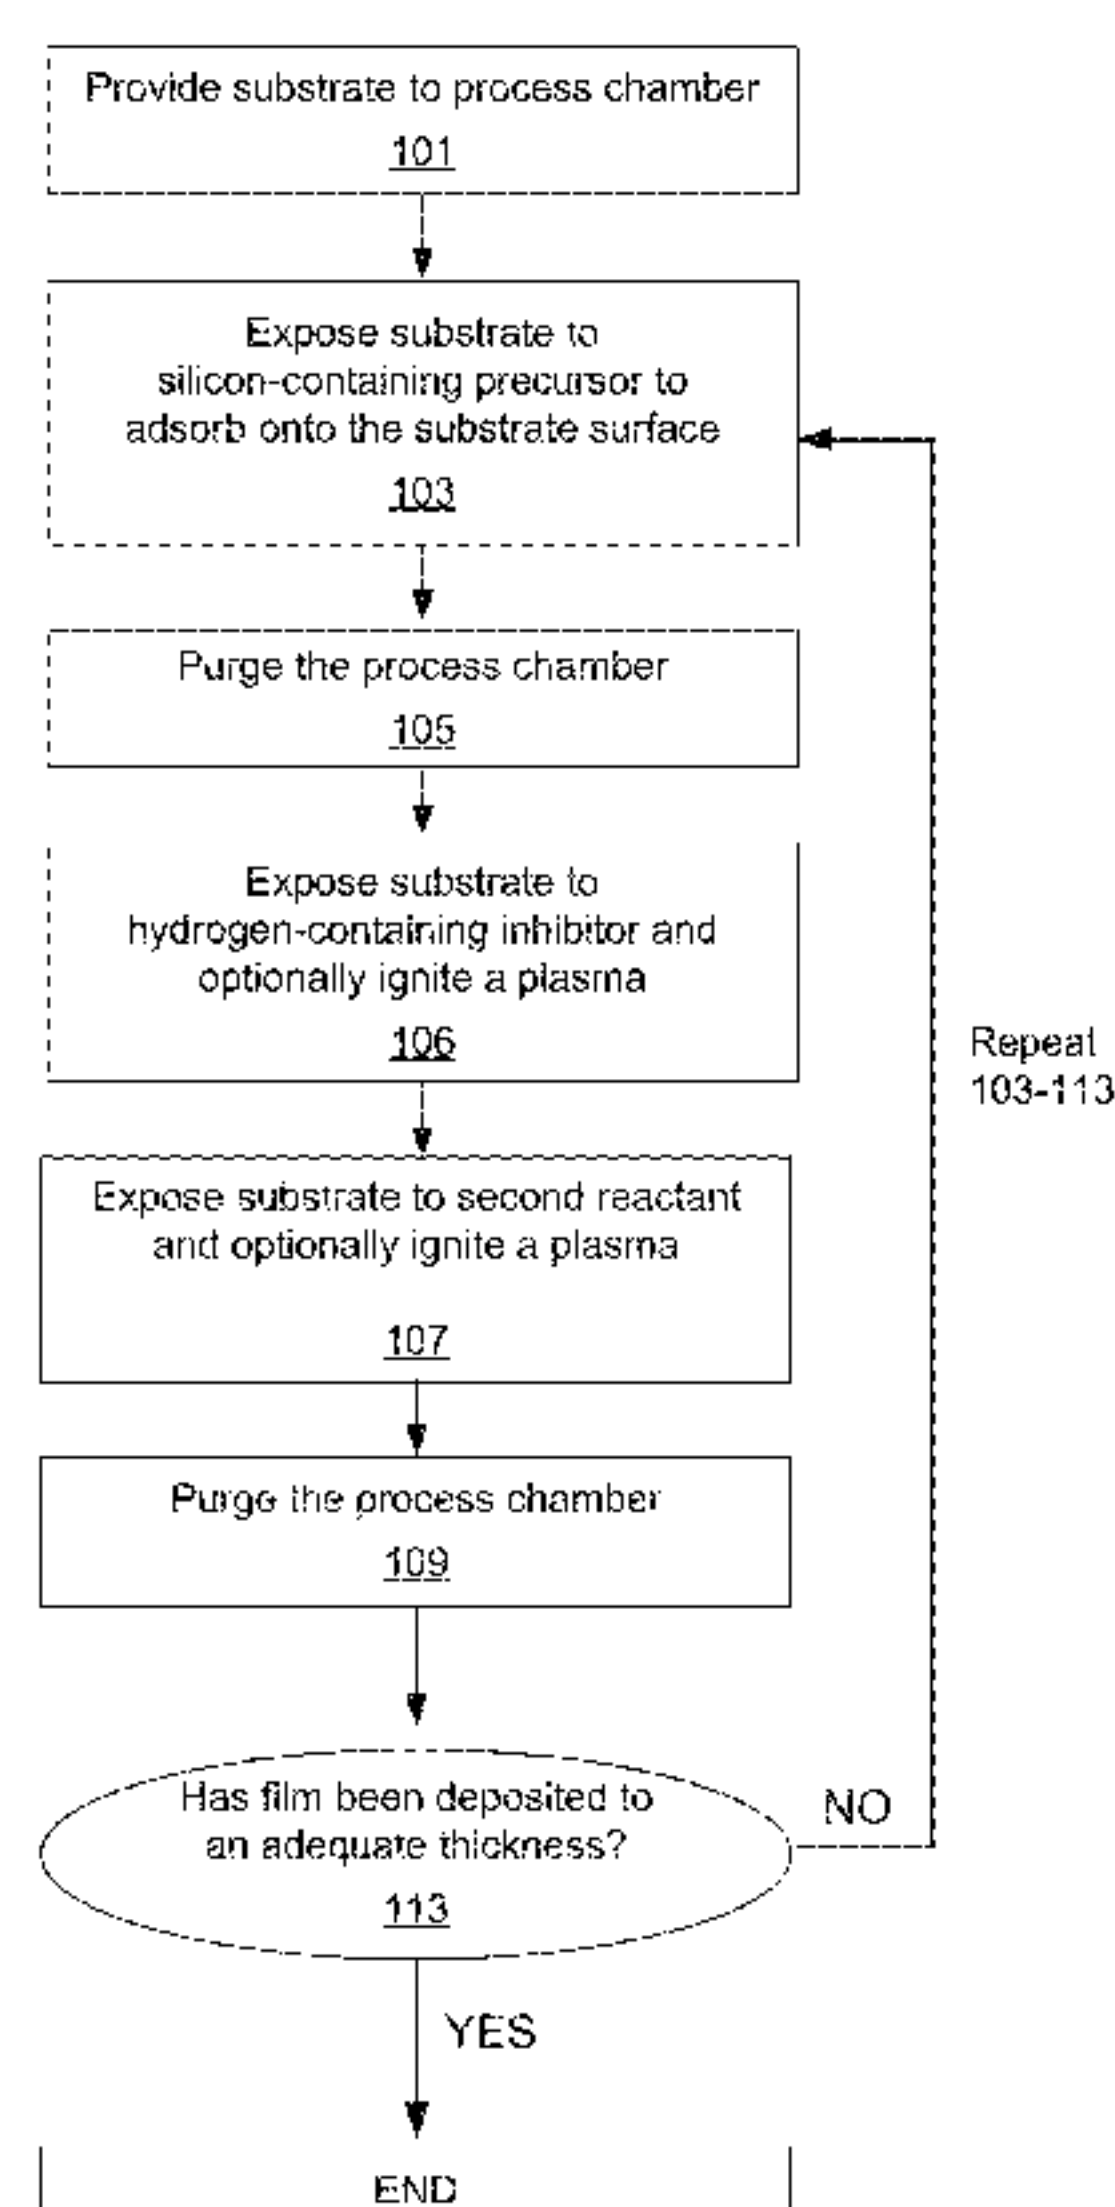 Provide substrate to process chamber
101
Expose substrate to
silicon-containing precursor to
adsorb onto the substrate surface
103
Purge the process chamber
105
Expose substrate to
hydrogen-containing inhibitor and
optionally ignite a plasma
106
Repeat
103-113
Expose substrate to second reactant
and optionally ignite a plasma
107
Purge the process chamber
109
Has film been deposited to
an adequate thickness?
113
NO
YES
END